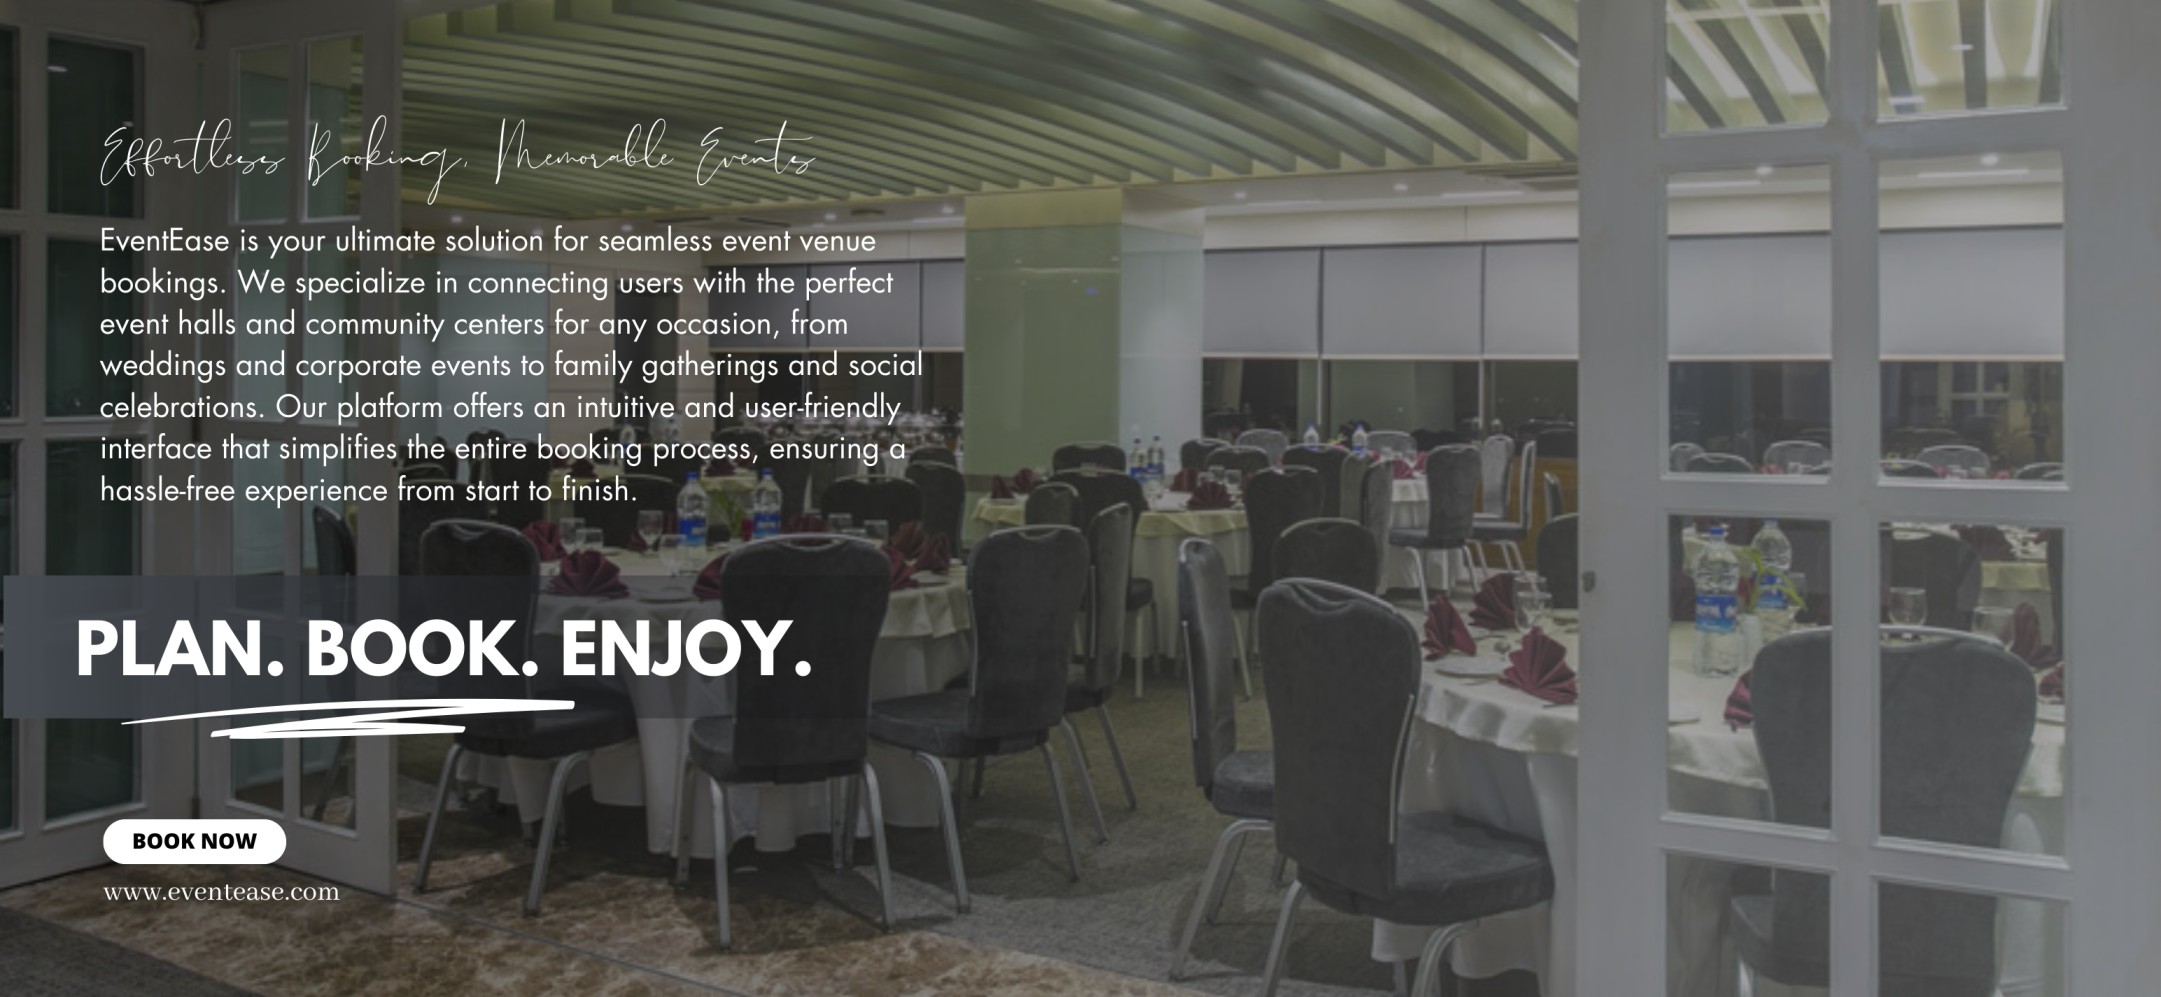 Effortless Booking, Memorable Events
EventEase is your ultimate solution for seamless event venue
bookings. We specialize in connecting users with the perfect
event halls and community centers for any occasion, from
weddings and corporate events to family gatherings and social
celebrations. Our platform offers an intuitive and user-friendly
interface that simplifies the entire booking process, ensuring a
hassle-free experience from start to finish.
PLAN. BOOK. ENJOY.
BOOK NOW
www.eventease.com